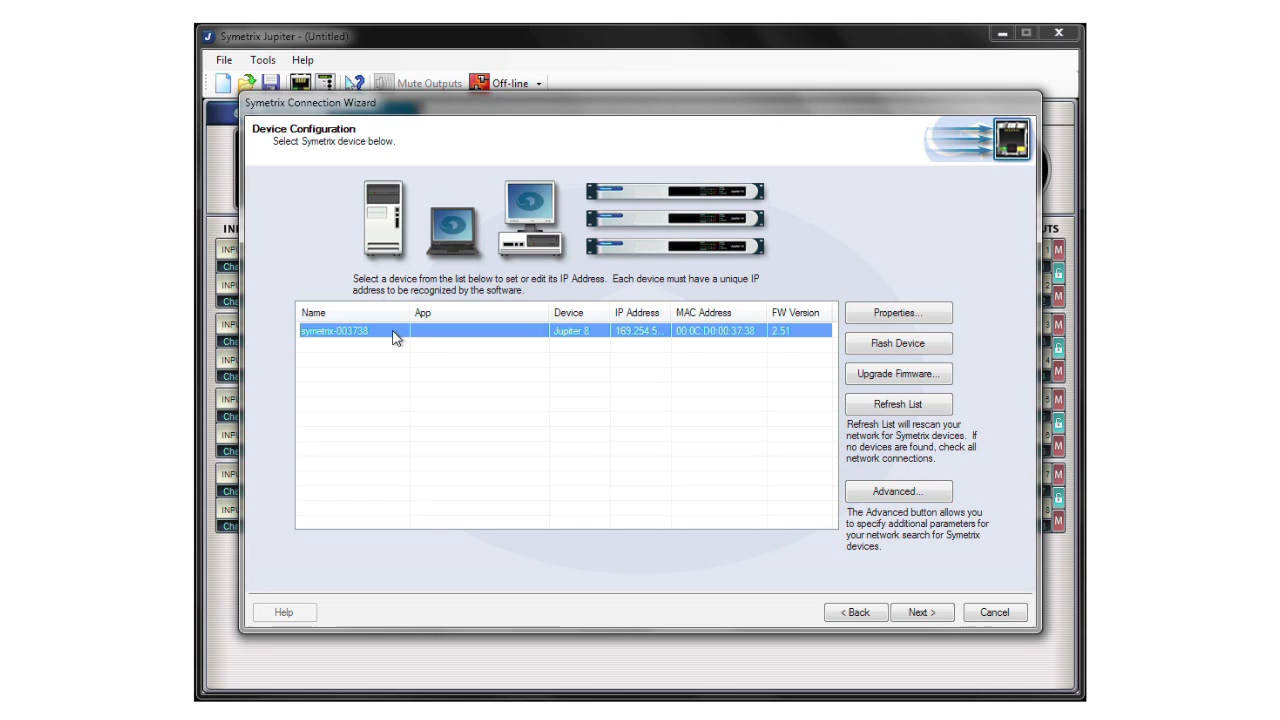 Symetrix Jupiter - (Untitled)
File Tools Help
Mute Outputs Off-line
Symetrix Connection Wizard
Device Configuration
Select Symetrix device below.
Select a device from the list below to set or edit its IP Address. Each device must have a unique IP
address to be recognized by the software.
Name App Device IP Address MAC Address FW Version
symetrix-003738 Jupiter 8 169.254.5... 00:0C:D0:00:37:38 2.51
Properties...
Flash Device
Upgrade Firmware...
Refresh List
Refresh List will rescan your
network for Symetrix devices. If
no devices are found, check all
network connections.
Advanced...
The Advanced button allows you
to specify additional parameters for
your network search for Symetrix
devices.
Help < Back Next > Cancel